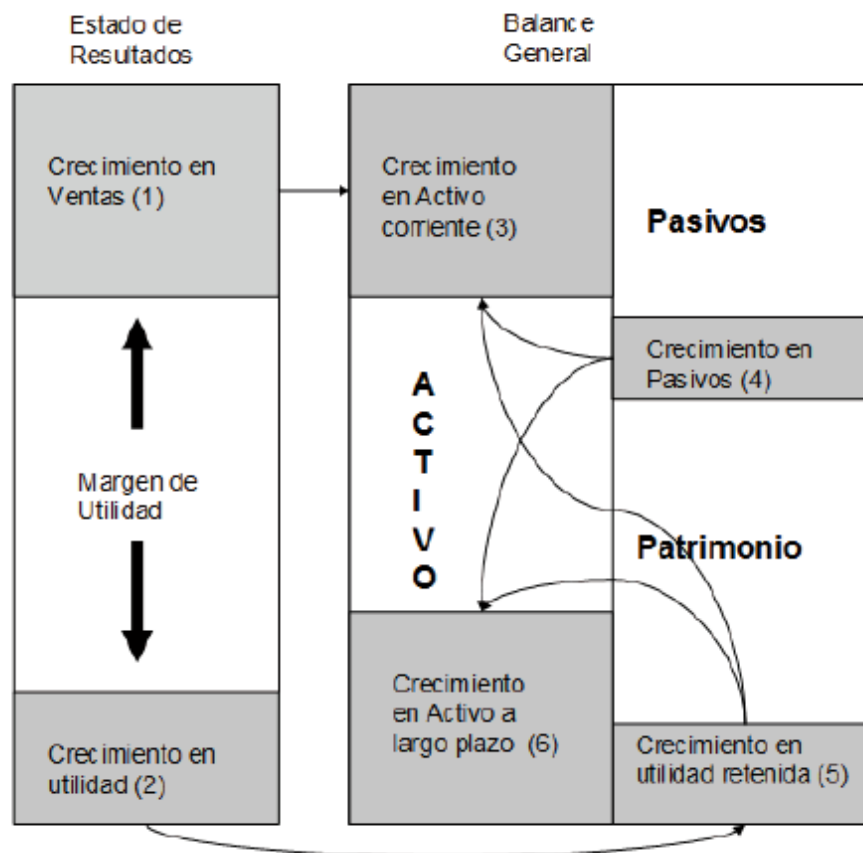 Estado de
Resultados
Balance
General
Crecimiento en
Ventas (1)
Crecimiento
en Activo
corriente (3)
Pasivos
Crecimiento en
Pasivos (4)
A
C
T
I
V
O
Margen de
Utilidad
Patrimonio
Crecimiento
en Activo a
largo plazo (6)
Crecimiento en
utilidad (2)
Crecimiento en
utilidad retenida (5)